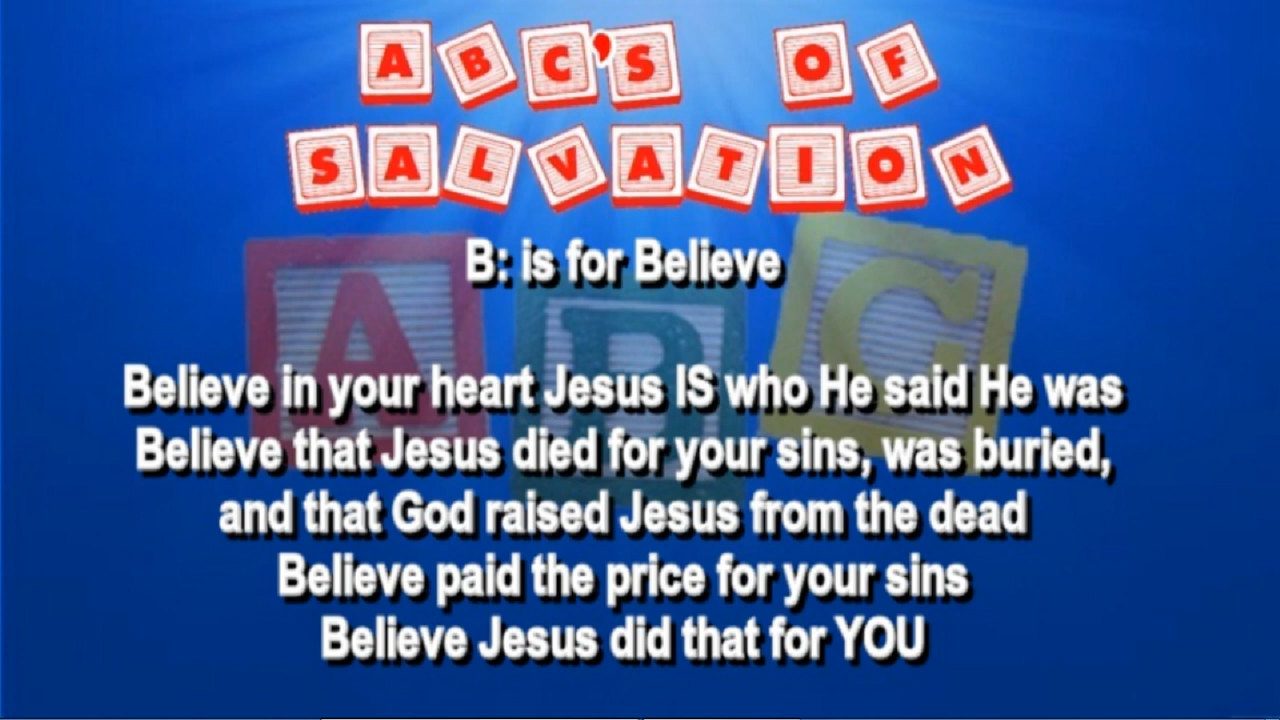 ABC'S OF
SALVATION
B: is for Believe
Believe in your heart Jesus IS who He said He was
Believe that Jesus died for your sins, was buried,
and that God raised Jesus from the dead
Believe paid the price for your sins
Believe Jesus did that for YOU
A B C